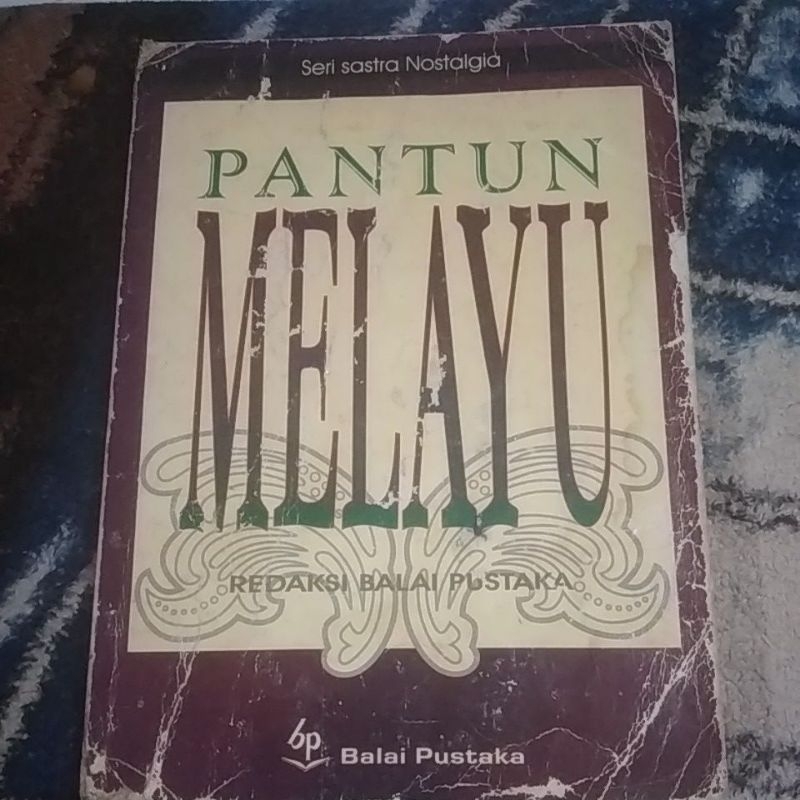 Seri sastra Nostalgia
PANTUN
MELAYU
REDAKSI BALAI PUSTAKA
bp Balai Pustaka